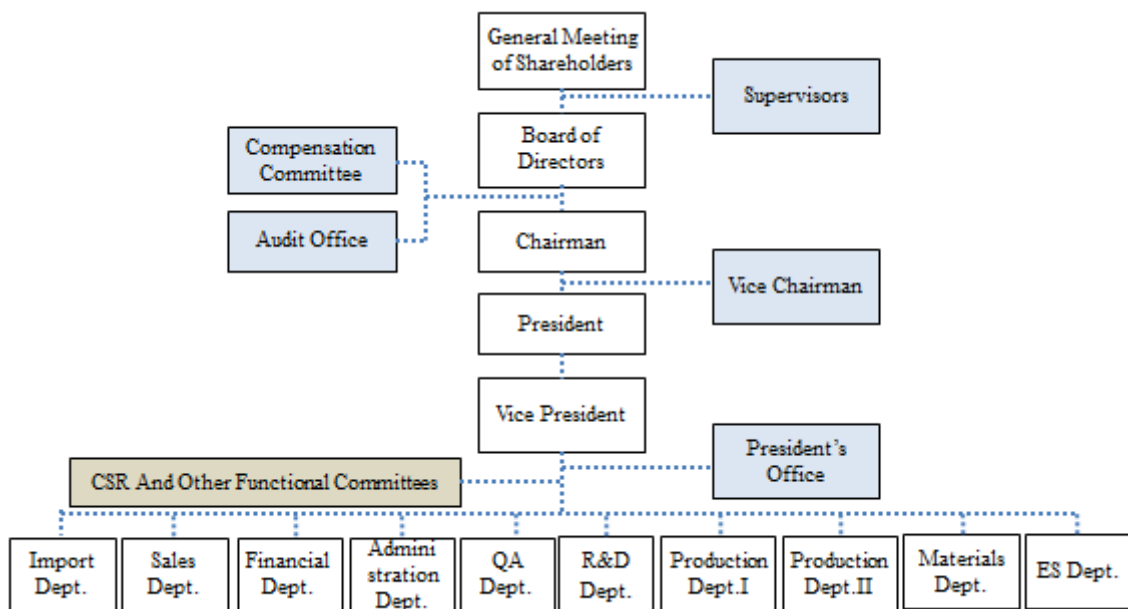 General Meeting
of Shareholders
Supervisors
Board of
Directors
Compensation
Committee
Audit Office
Chairman
Vice Chairman
President
Vice President
President’s
Office
CSR And Other Functional Committees
Import
Dept.
Sales
Dept.
Financial
Dept.
Admini
stration
Dept.
QA
Dept.
R&D
Dept.
Production
Dept.I
Production
Dept.II
Materials
Dept.
ES Dept.